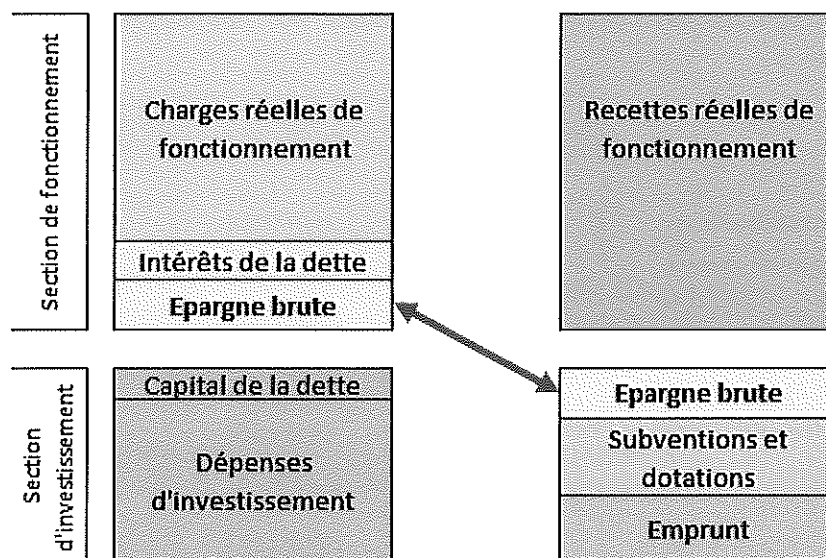 Section de fonctionnement
Charges réelles de
fonctionnement
Intérêts de la dette
Epargne brute
Recettes réelles de
fonctionnement
Section
d'investissement
Capital de la dette
Dépenses
d'investissement
Epargne brute
Subventions et
dotations
Emprunt